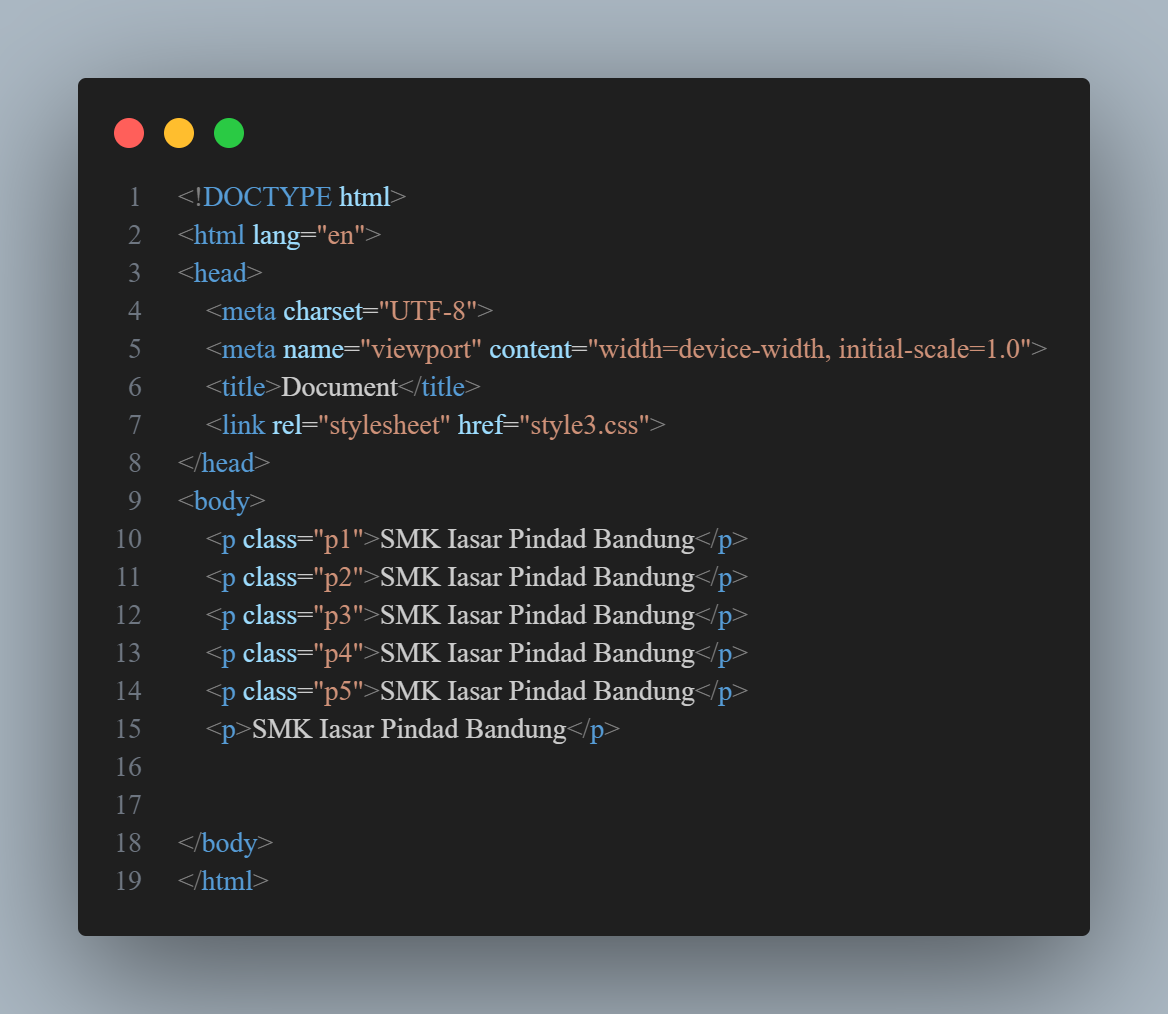 1 <!DOCTYPE html>
2 <html lang="en">
3 <head>
4     <meta charset="UTF-8">
5     <meta name="viewport" content="width=device-width, initial-scale=1.0">
6     <title>Document</title>
7     <link rel="stylesheet" href="style3.css">
8 </head>
9 <body>
10     <p class="p1">SMK Iasar Pindad Bandung</p>
11     <p class="p2">SMK Iasar Pindad Bandung</p>
12     <p class="p3">SMK Iasar Pindad Bandung</p>
13     <p class="p4">SMK Iasar Pindad Bandung</p>
14     <p class="p5">SMK Iasar Pindad Bandung</p>
15     <p>SMK Iasar Pindad Bandung</p>
16
17
18 </body>
19 </html>